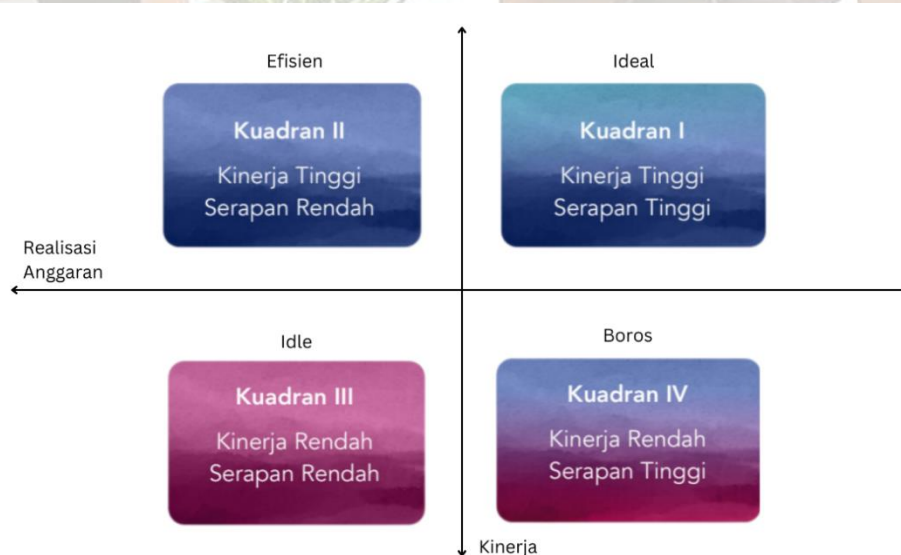 Efisien
Ideal
Kuadran II
Kinerja Tinggi
Serapan Rendah
Kuadran I
Kinerja Tinggi
Serapan Tinggi
Realisasi
Anggaran
Idle
Boros
Kuadran III
Kinerja Rendah
Serapan Rendah
Kuadran IV
Kinerja Rendah
Serapan Tinggi
Kinerja